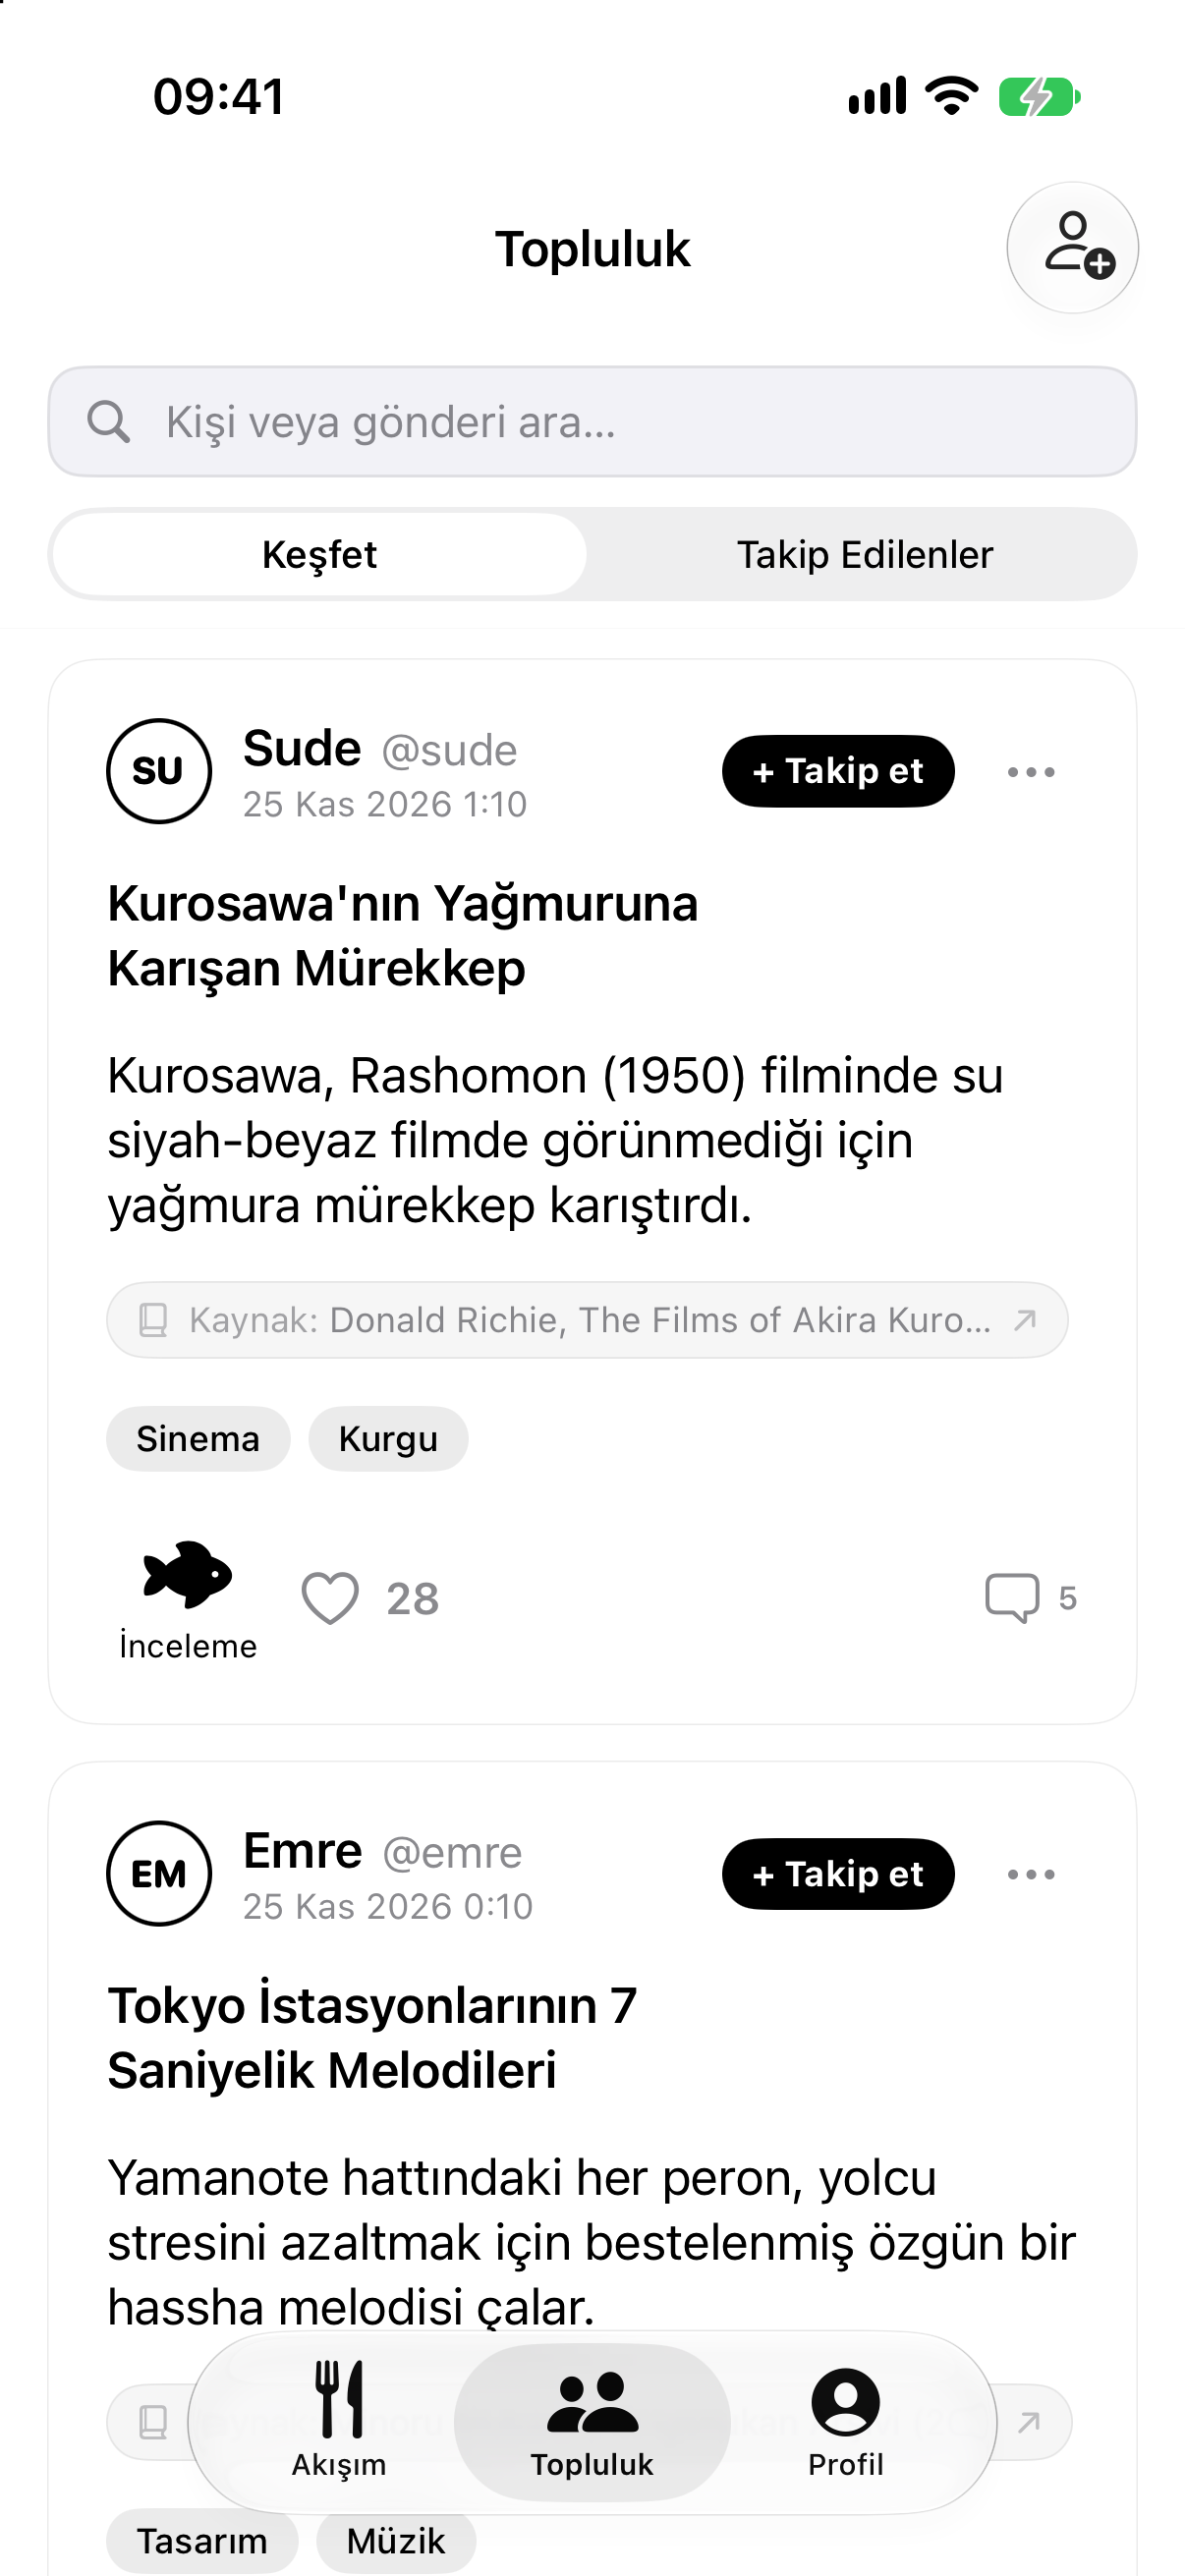 09:41
Topluluk
Kişi veya gönderi ara...
Keşfet
Takip Edilenler
SU
Sude @sude
25 Kas 2026 1:10
+ Takip et
Kurosawa'nın Yağmuruna
Karışan Mürekkep
Kurosawa, Rashomon (1950) filminde su
siyah-beyaz filmde görünmediği için
yağmura mürekkep karıştırdı.
Kaynak: Donald Richie, The Films of Akira Kuro...
Sinema
Kurgu
İnceleme
28
5
EM
Emre @emre
25 Kas 2026 0:10
+ Takip et
Tokyo İstasyonlarının 7
Saniyelik Melodileri
Yamanote hattındaki her peron, yolcu
stresini azaltmak için bestelenmiş özgün bir
hassha melodisi çalar.
Akışım
Topluluk
Profil
Tasarım
Müzik